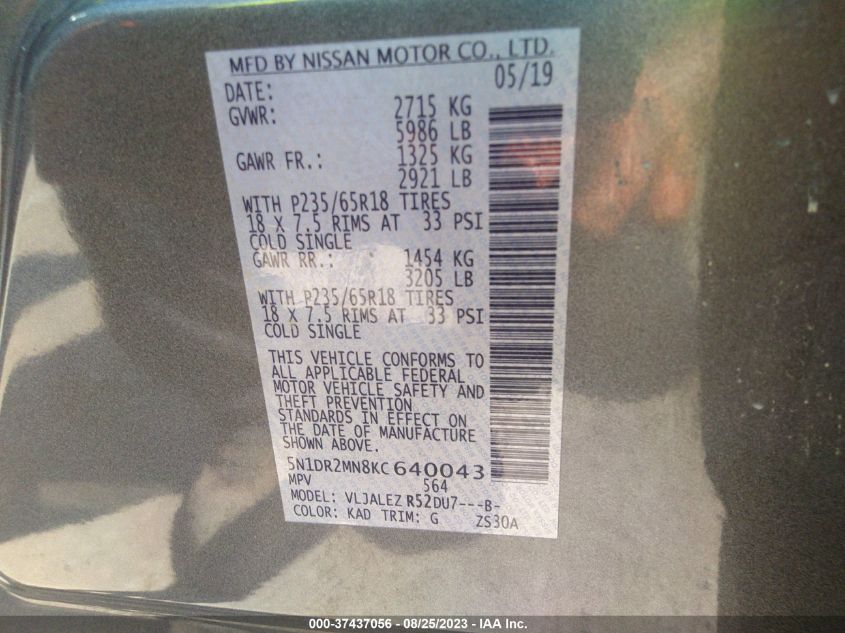 MFD BY NISSAN MOTOR CO., LTD.
DATE: 05/19
GVWR: 2715 KG
5986 LB
GAWR FR.: 1325 KG
2921 LB
WITH P235/65R18 TIRES
18 X 7.5 RIMS AT 33 PSI
COLD SINGLE
GAWR RR.: 1454 KG
3205 LB
WITH P235/65R18 TIRES
18 X 7.5 RIMS AT 33 PSI
COLD SINGLE
THIS VEHICLE CONFORMS TO
ALL APPLICABLE FEDERAL
MOTOR VEHICLE SAFETY AND
THEFT PREVENTION
STANDARDS IN EFFECT ON
THE DATE OF MANUFACTURE
SHOWN ABOVE.
5N1DR2MN8KC640043
MPV 564
MODEL: VLJALEZ R52DU7---B-
COLOR: KAD TRIM: G ZS30A
000-37437056 - 08/25/2023 - IAA Inc.